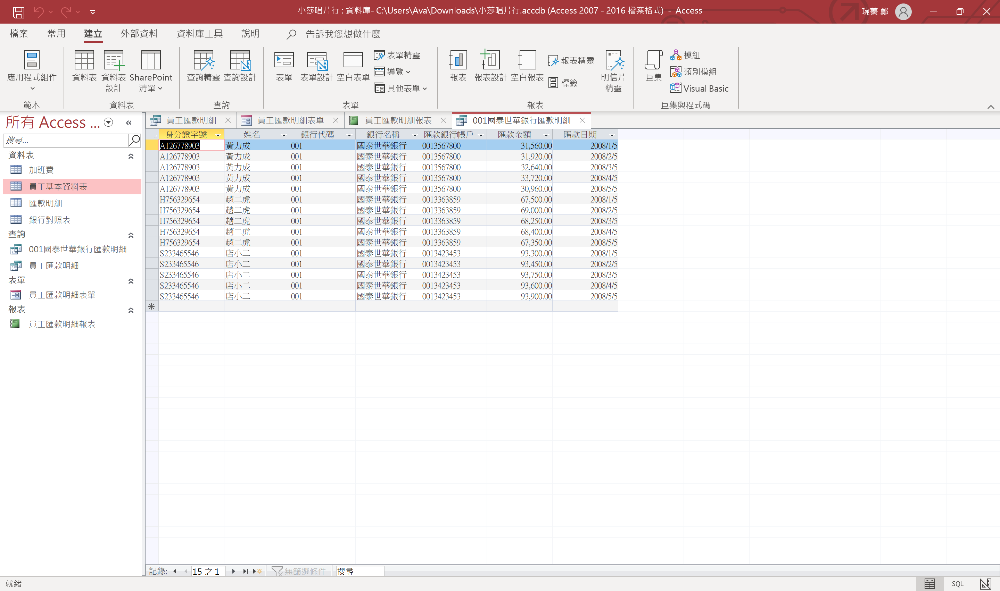 小莎唱片行 : 資料庫- C:\Users\Ava\Downloads\小莎唱片行.accdb (Access 2007 - 2016 檔案格式)  -  Access
琬蓁 鄭
檔案 常用 建立 外部資料 資料庫工具 說明 告訴我您想做什麼
應用程式組件
範本
資料表
資料表設計
SharePoint 清單
資料表
查詢精靈
查詢設計
查詢
表單
表單設計
空白表單
表單精靈
導覽
其他表單
表單
報表
報表設計
空白報表
報表精靈
標籤
明信片精靈
報表
巨集
模組
類別模組
Visual Basic
巨集與程式碼
所有 Access ...
搜尋...
資料表
加班費
員工基本資料表
匯款明細
銀行對照表
查詢
001國泰世華銀行匯款明細
員工匯款明細
表單
員工匯款明細表單
報表
員工匯款明細報表
員工匯款明細 員工匯款明細表單 員工匯款明細報表 001國泰世華銀行匯款明細
身分證字號 姓名 銀行代碼 銀行名稱 匯款銀行帳戶 匯款金額 匯款日期
A126778903 黃力成 001 國泰世華銀行 0013567800 31,560.00 2008/1/5
A126778903 黃力成 001 國泰世華銀行 0013567800 31,920.00 2008/2/5
A126778903 黃力成 001 國泰世華銀行 0013567800 32,640.00 2008/3/5
A126778903 黃力成 001 國泰世華銀行 0013567800 33,720.00 2008/4/5
A126778903 黃力成 001 國泰世華銀行 0013567800 30,960.00 2008/5/5
H756329654 趙二虎 001 國泰世華銀行 0013363859 67,500.00 2008/1/5
H756329654 趙二虎 001 國泰世華銀行 0013363859 69,000.00 2008/2/5
H756329654 趙二虎 001 國泰世華銀行 0013363859 68,250.00 2008/3/5
H756329654 趙二虎 001 國泰世華銀行 0013363859 68,400.00 2008/4/5
H756329654 趙二虎 001 國泰世華銀行 0013363859 67,350.00 2008/5/5
S233465546 店小二 001 國泰世華銀行 0013423453 93,300.00 2008/1/5
S233465546 店小二 001 國泰世華銀行 0013423453 93,450.00 2008/2/5
S233465546 店小二 001 國泰世華銀行 0013423453 93,750.00 2008/3/5
S233465546 店小二 001 國泰世華銀行 0013423453 93,600.00 2008/4/5
S233465546 店小二 001 國泰世華銀行 0013423453 93,900.00 2008/5/5
記錄: 15 之 1 無篩選條件 搜尋
就緒 SQL